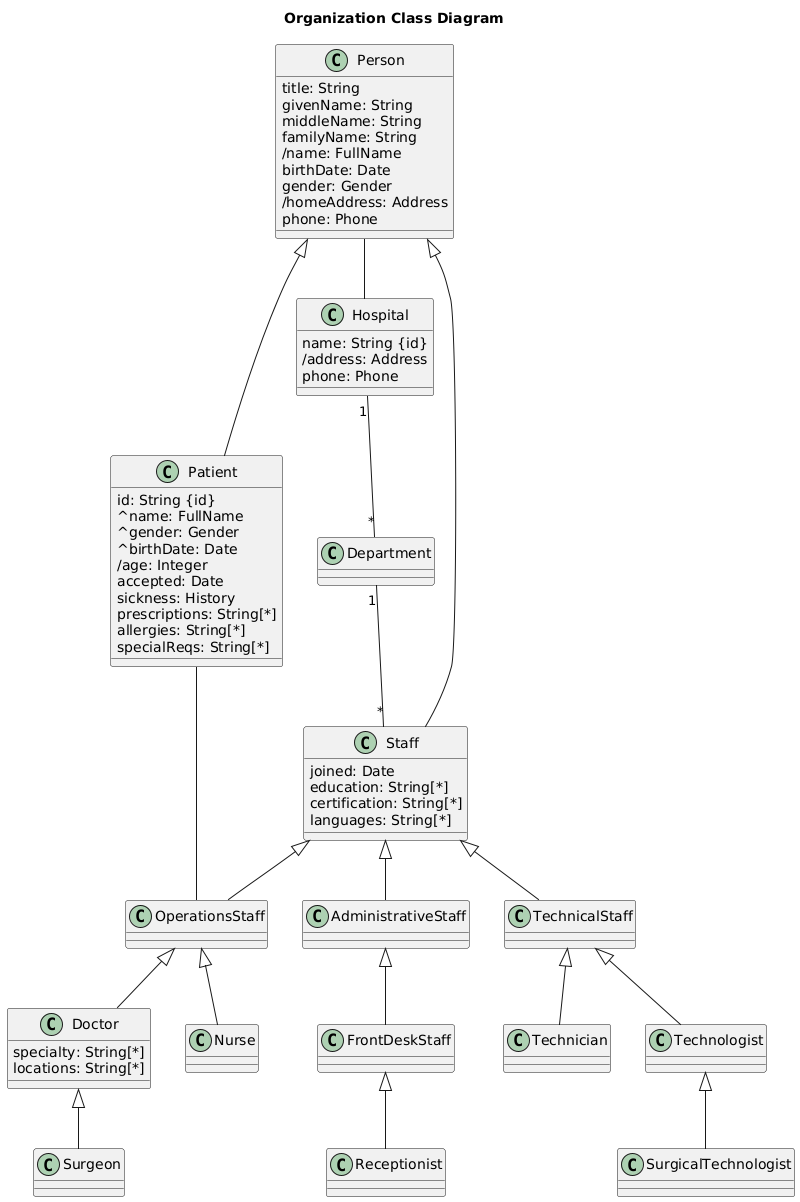 Organization Class Diagram
C Person
title: String
givenName: String
middleName: String
familyName: String
/name: FullName
birthDate: Date
gender: Gender
/homeAddress: Address
phone: Phone
C Hospital
name: String {id}
/address: Address
phone: Phone
1
*
C Patient
id: String {id}
^name: FullName
^gender: Gender
^birthDate: Date
/age: Integer
accepted: Date
sickness: History
prescriptions: String[*]
allergies: String[*]
specialReqs: String[*]
C Department
1
*
C Staff
joined: Date
education: String[*]
certification: String[*]
languages: String[*]
C OperationsStaff
C AdministrativeStaff
C TechnicalStaff
C Doctor
specialty: String[*]
locations: String[*]
C Nurse
C FrontDeskStaff
C Technician
C Technologist
C Surgeon
C Receptionist
C SurgicalTechnologist